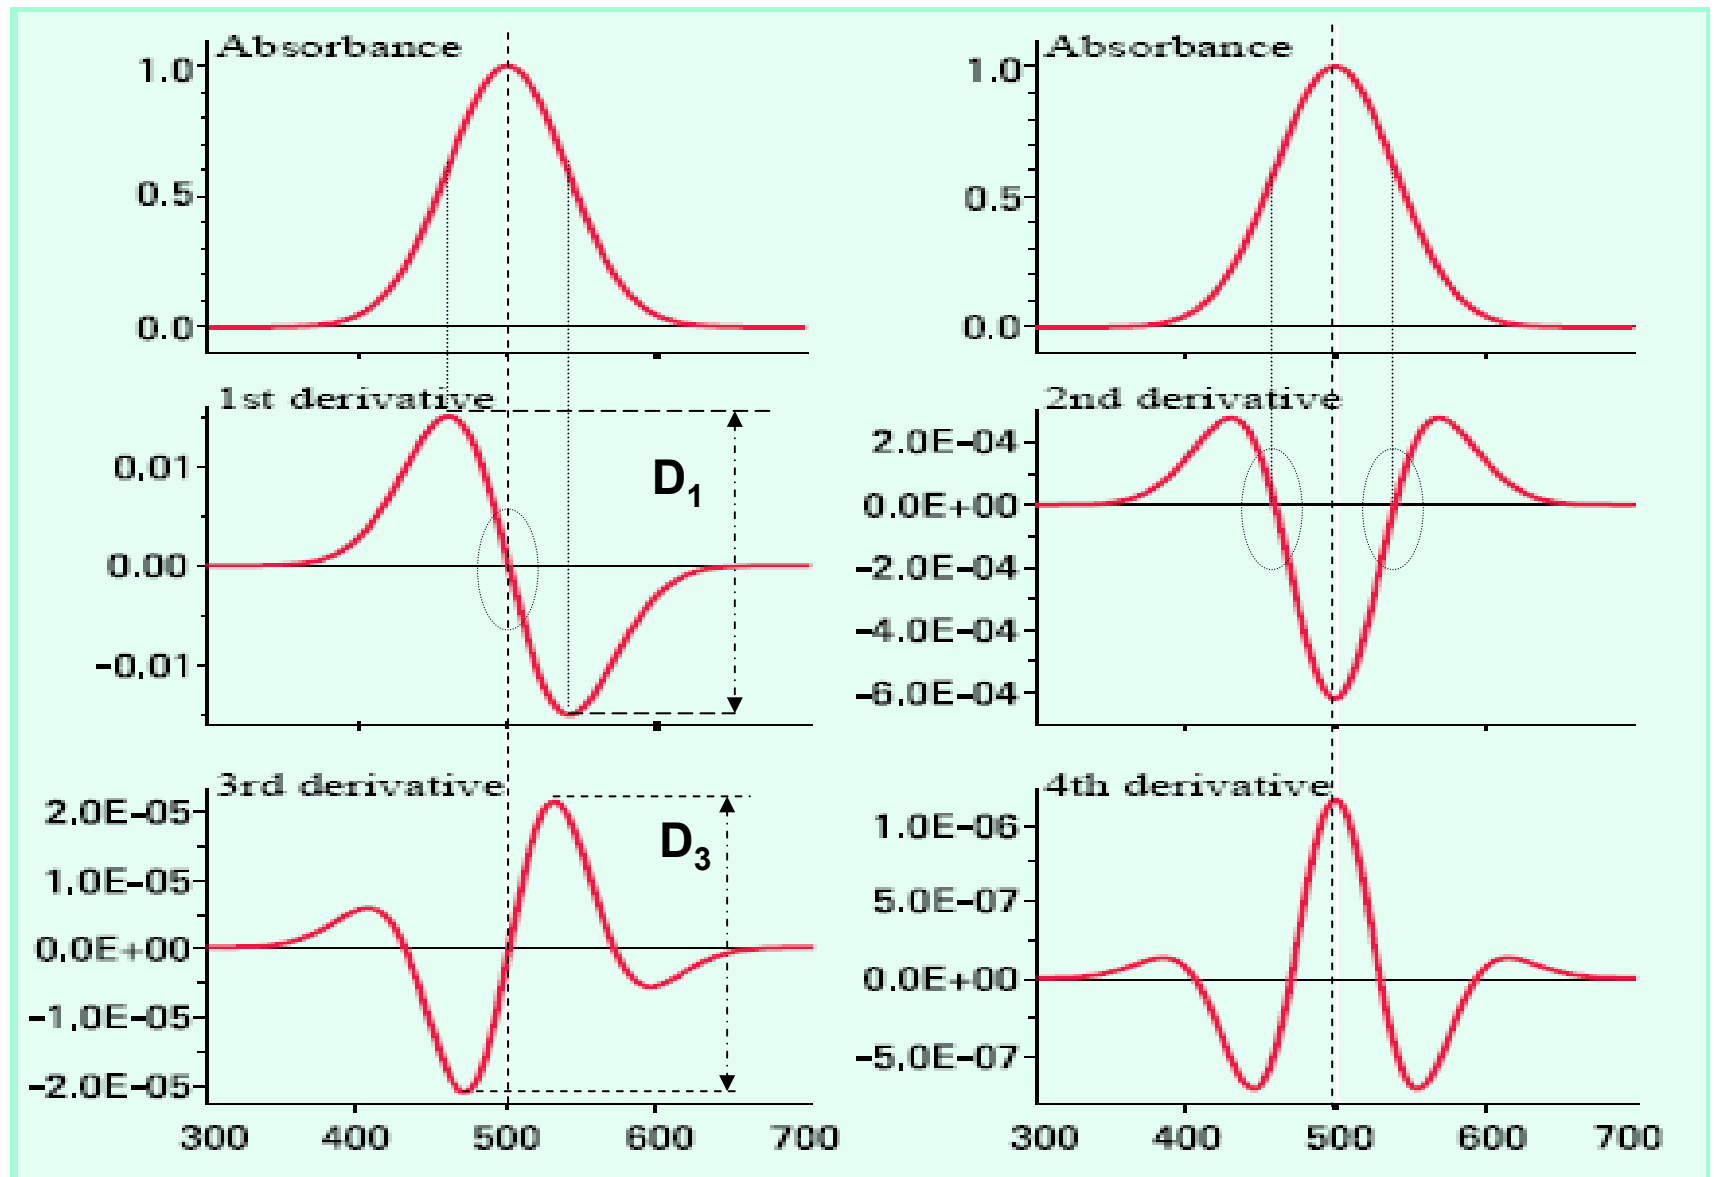 Absorbance
1.0
0.5
0.0
Absorbance
1.0
0.5
0.0
1st derivative
0.01
0.00
-0.01
D1
2nd derivative
2.0E-04
0.0E+00
-2.0E-04
-4.0E-04
-6.0E-04
3rd derivative
2.0E-05
1.0E-05
0.0E+00
-1.0E-05
-2.0E-05
D3
300 400 500 600 700
4th derivative
1.0E-06
5.0E-07
0.0E+00
-5.0E-07
300 400 500 600 700